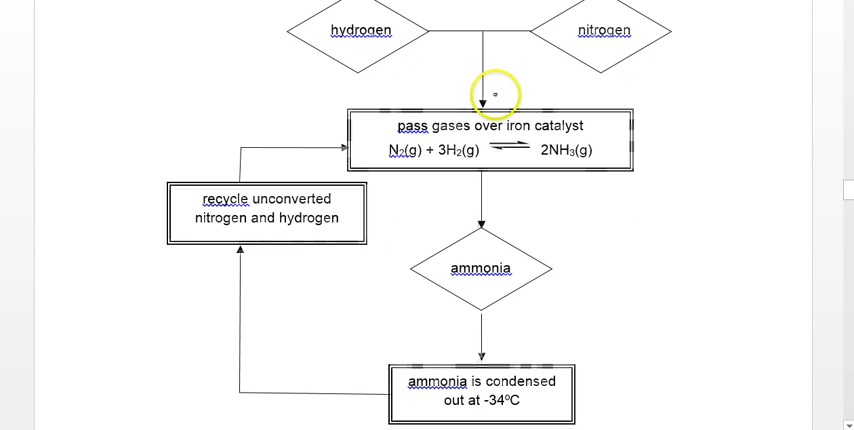 hydrogen
nitrogen
pass gases over iron catalyst
N₂(g) + 3H₂(g) ⇌ 2NH₃(g)
recycle unconverted
nitrogen and hydrogen
ammonia
ammonia is condensed
out at -34⁰C